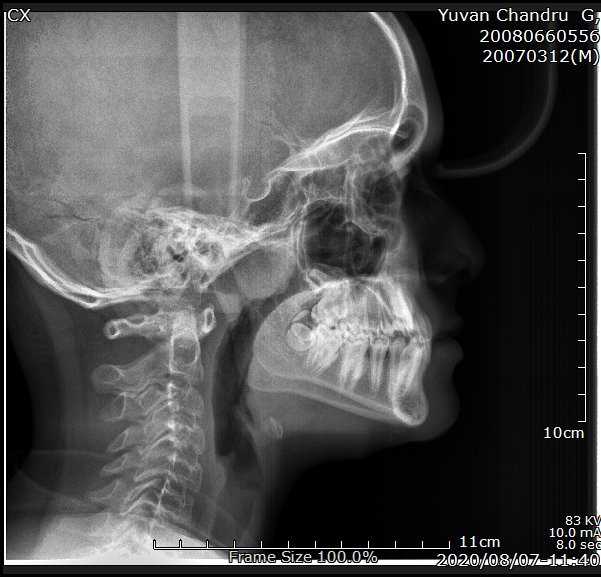 CX
Yuvan Chandru G,
20080660556
20070312(M)
10cm
83 KV
10.0 mA
8.0 sec
11cm
Frame Size 100.0%
2020/08/07-11:40